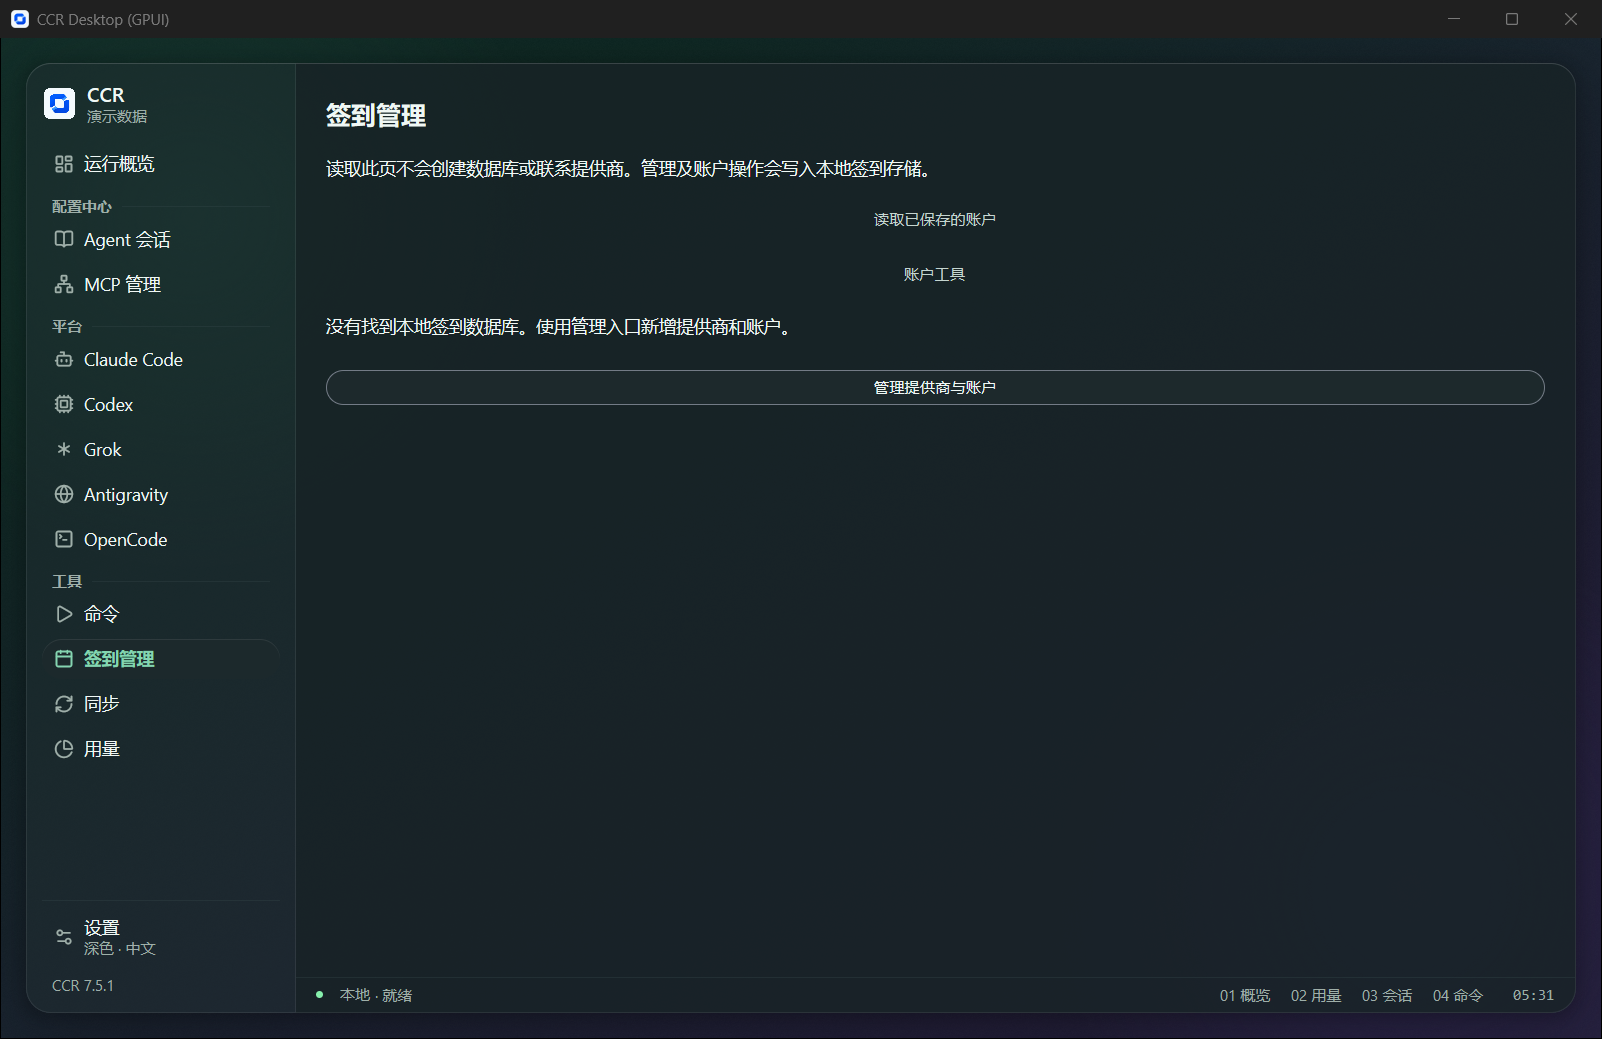 CCR Desktop (GPUI)
CCR
演示数据
运行概览
配置中心
Agent 会话
MCP 管理
平台
Claude Code
Codex
Grok
Antigravity
OpenCode
工具
命令
签到管理
同步
用量
设置
深色 · 中文
CCR 7.5.1
签到管理
读取此页不会创建数据库或联系提供商。管理及账户操作会写入本地签到存储。
读取已保存的账户
账户工具
没有找到本地签到数据库。使用管理入口新增提供商和账户。
管理提供商与账户
本地 · 就绪
01 概览 02 用量 03 会话 04 命令 05:31